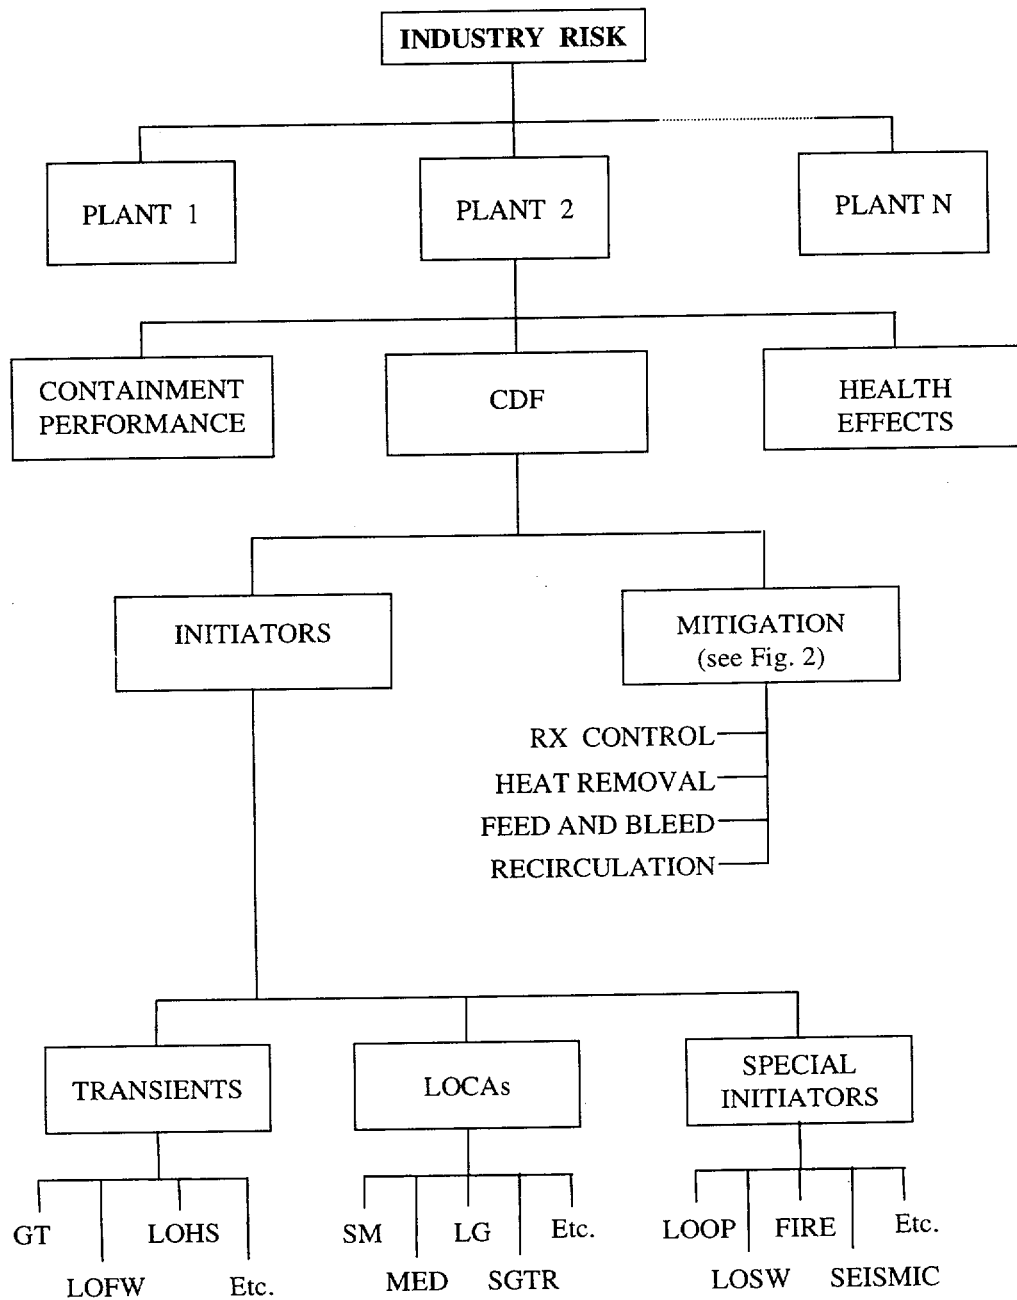 INDUSTRY RISK
PLANT 1
PLANT 2
PLANT N
CONTAINMENT
PERFORMANCE
CDF
HEALTH
EFFECTS
INITIATORS
MITIGATION
(see Fig. 2)
RX CONTROL
HEAT REMOVAL
FEED AND BLEED
RECIRCULATION
TRANSIENTS
LOCAs
SPECIAL
INITIATORS
GT
LOHS
LOFW
Etc.
SM
LG
Etc.
MED
SGTR
LOOP
FIRE
Etc.
LOSW
SEISMIC